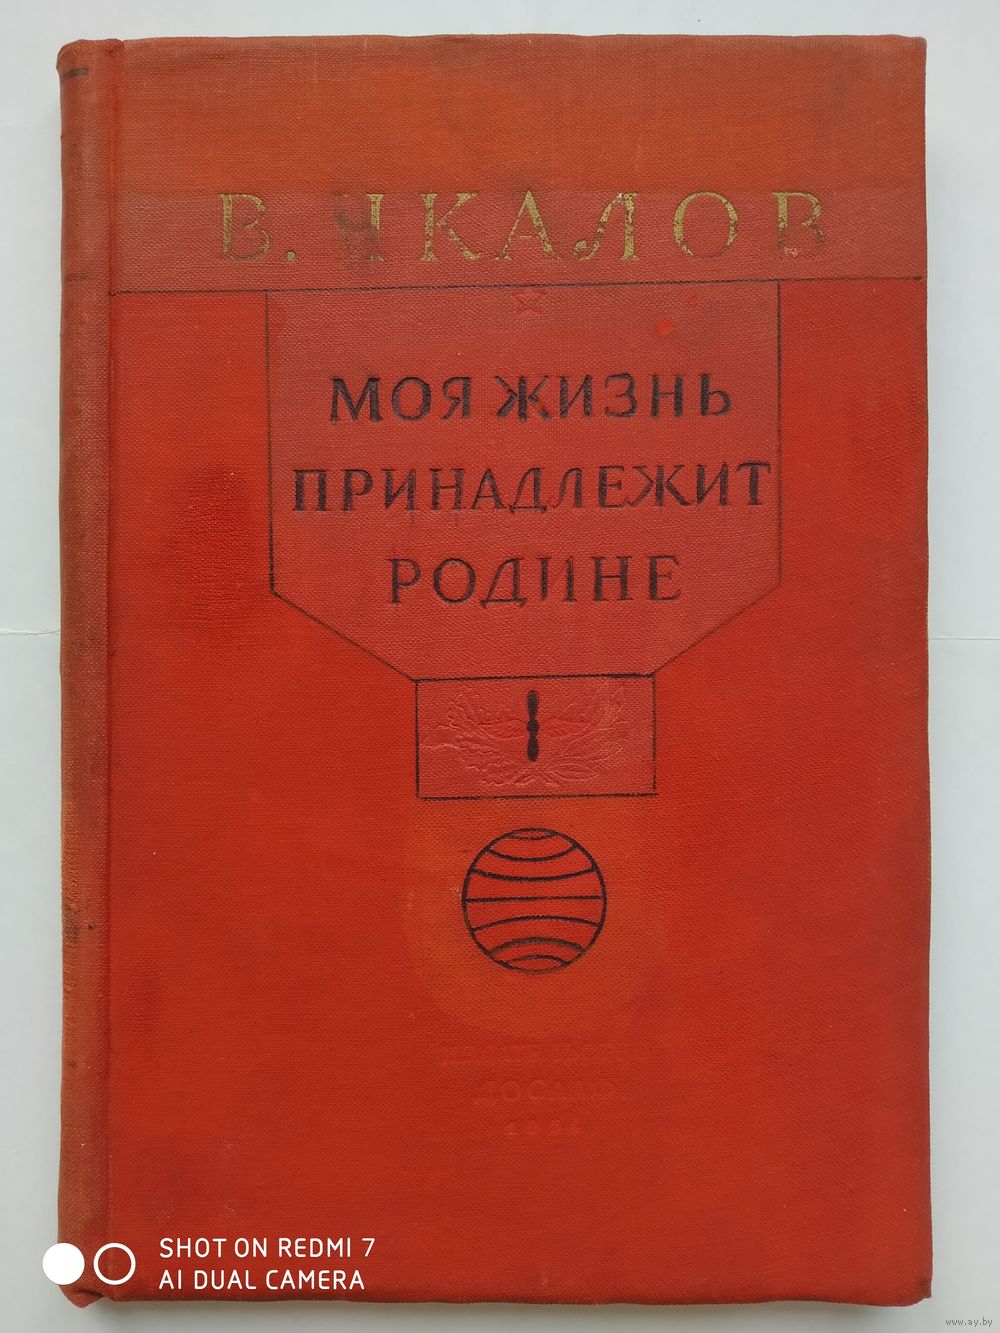 В. ЧКАЛОВ
МОЯ ЖИЗНЬ
ПРИНАДЛЕЖИТ
РОДИНЕ
SHOT ON REDMI 7
AI DUAL CAMERA
www.ay.by